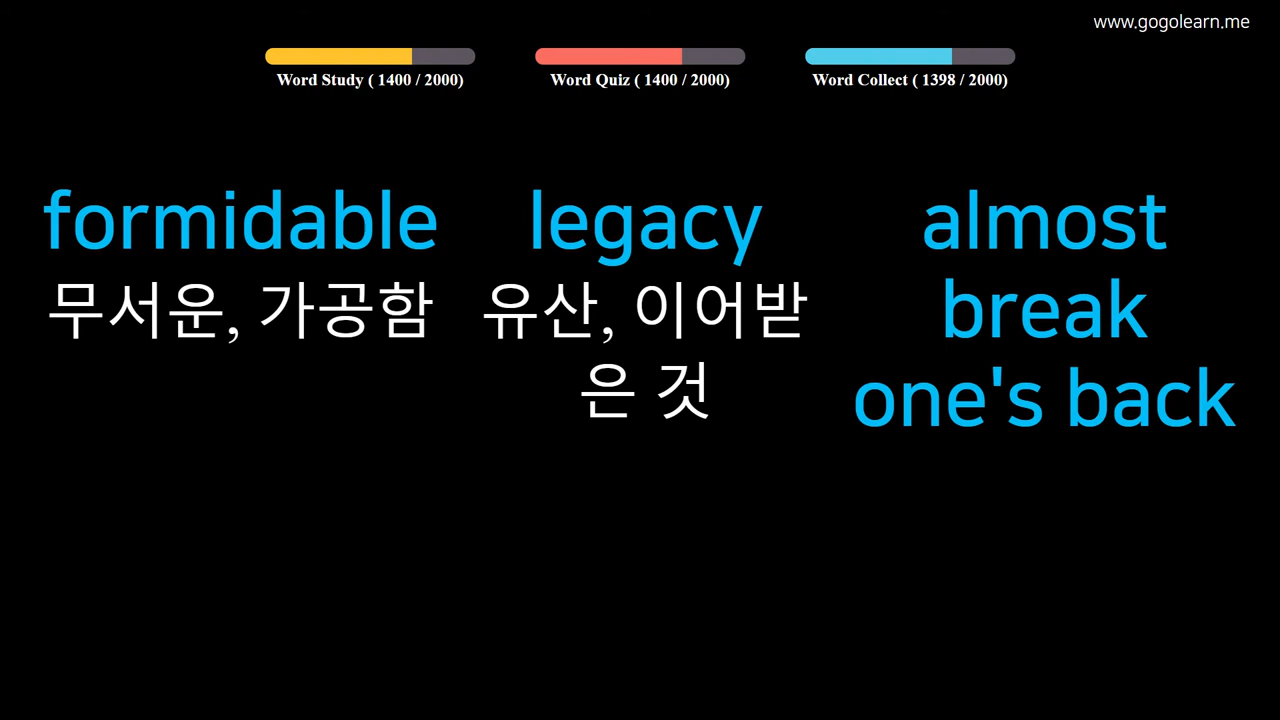 www.gogolearn.me
Word Study ( 1400 / 2000)
Word Quiz ( 1400 / 2000)
Word Collect ( 1398 / 2000)
formidable
무서운, 가공함
legacy
유산, 이어받
은 것
almost
break
one's back